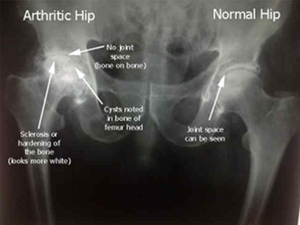 Arthritic Hip
Normal Hip
No joint
space
(bone on bone)
Cysts noted
in bone of
femur head
Sclerosis or
hardening of
the bone
(looks more white)
Joint space
can be seen